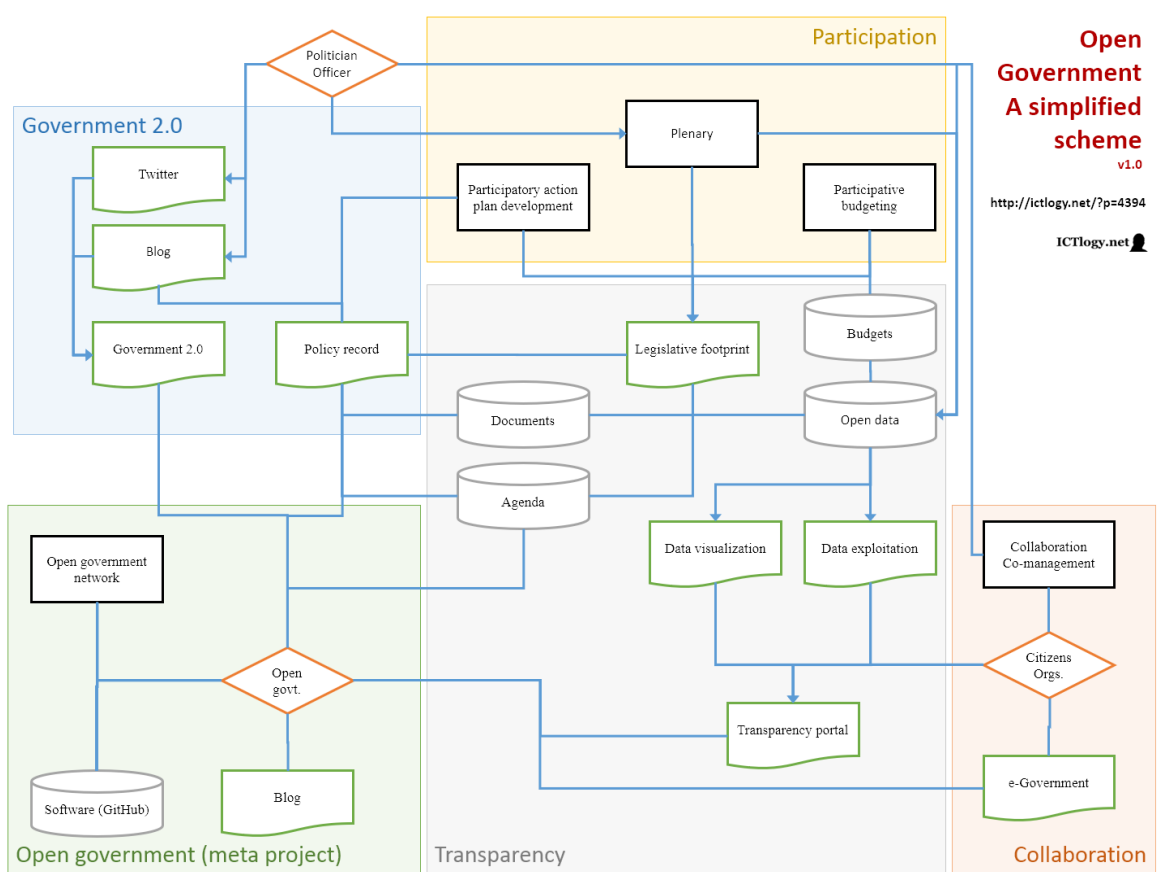 Participation
Open
Government
A simplified
scheme
v1.0
http://ictlogy.net/?p=4394
ICTlogy.net
Politician
Officer
Government 2.0
Plenary
Twitter
Participatory action
plan development
Participative
budgeting
Blog
Government 2.0
Policy record
Legislative footprint
Budgets
Documents
Open data
Agenda
Open government
network
Data visualization
Data exploitation
Collaboration
Co-management
Open
govt.
Citizens
Orgs.
Transparency portal
Software (GitHub)
Blog
e-Government
Open government (meta project)
Transparency
Collaboration